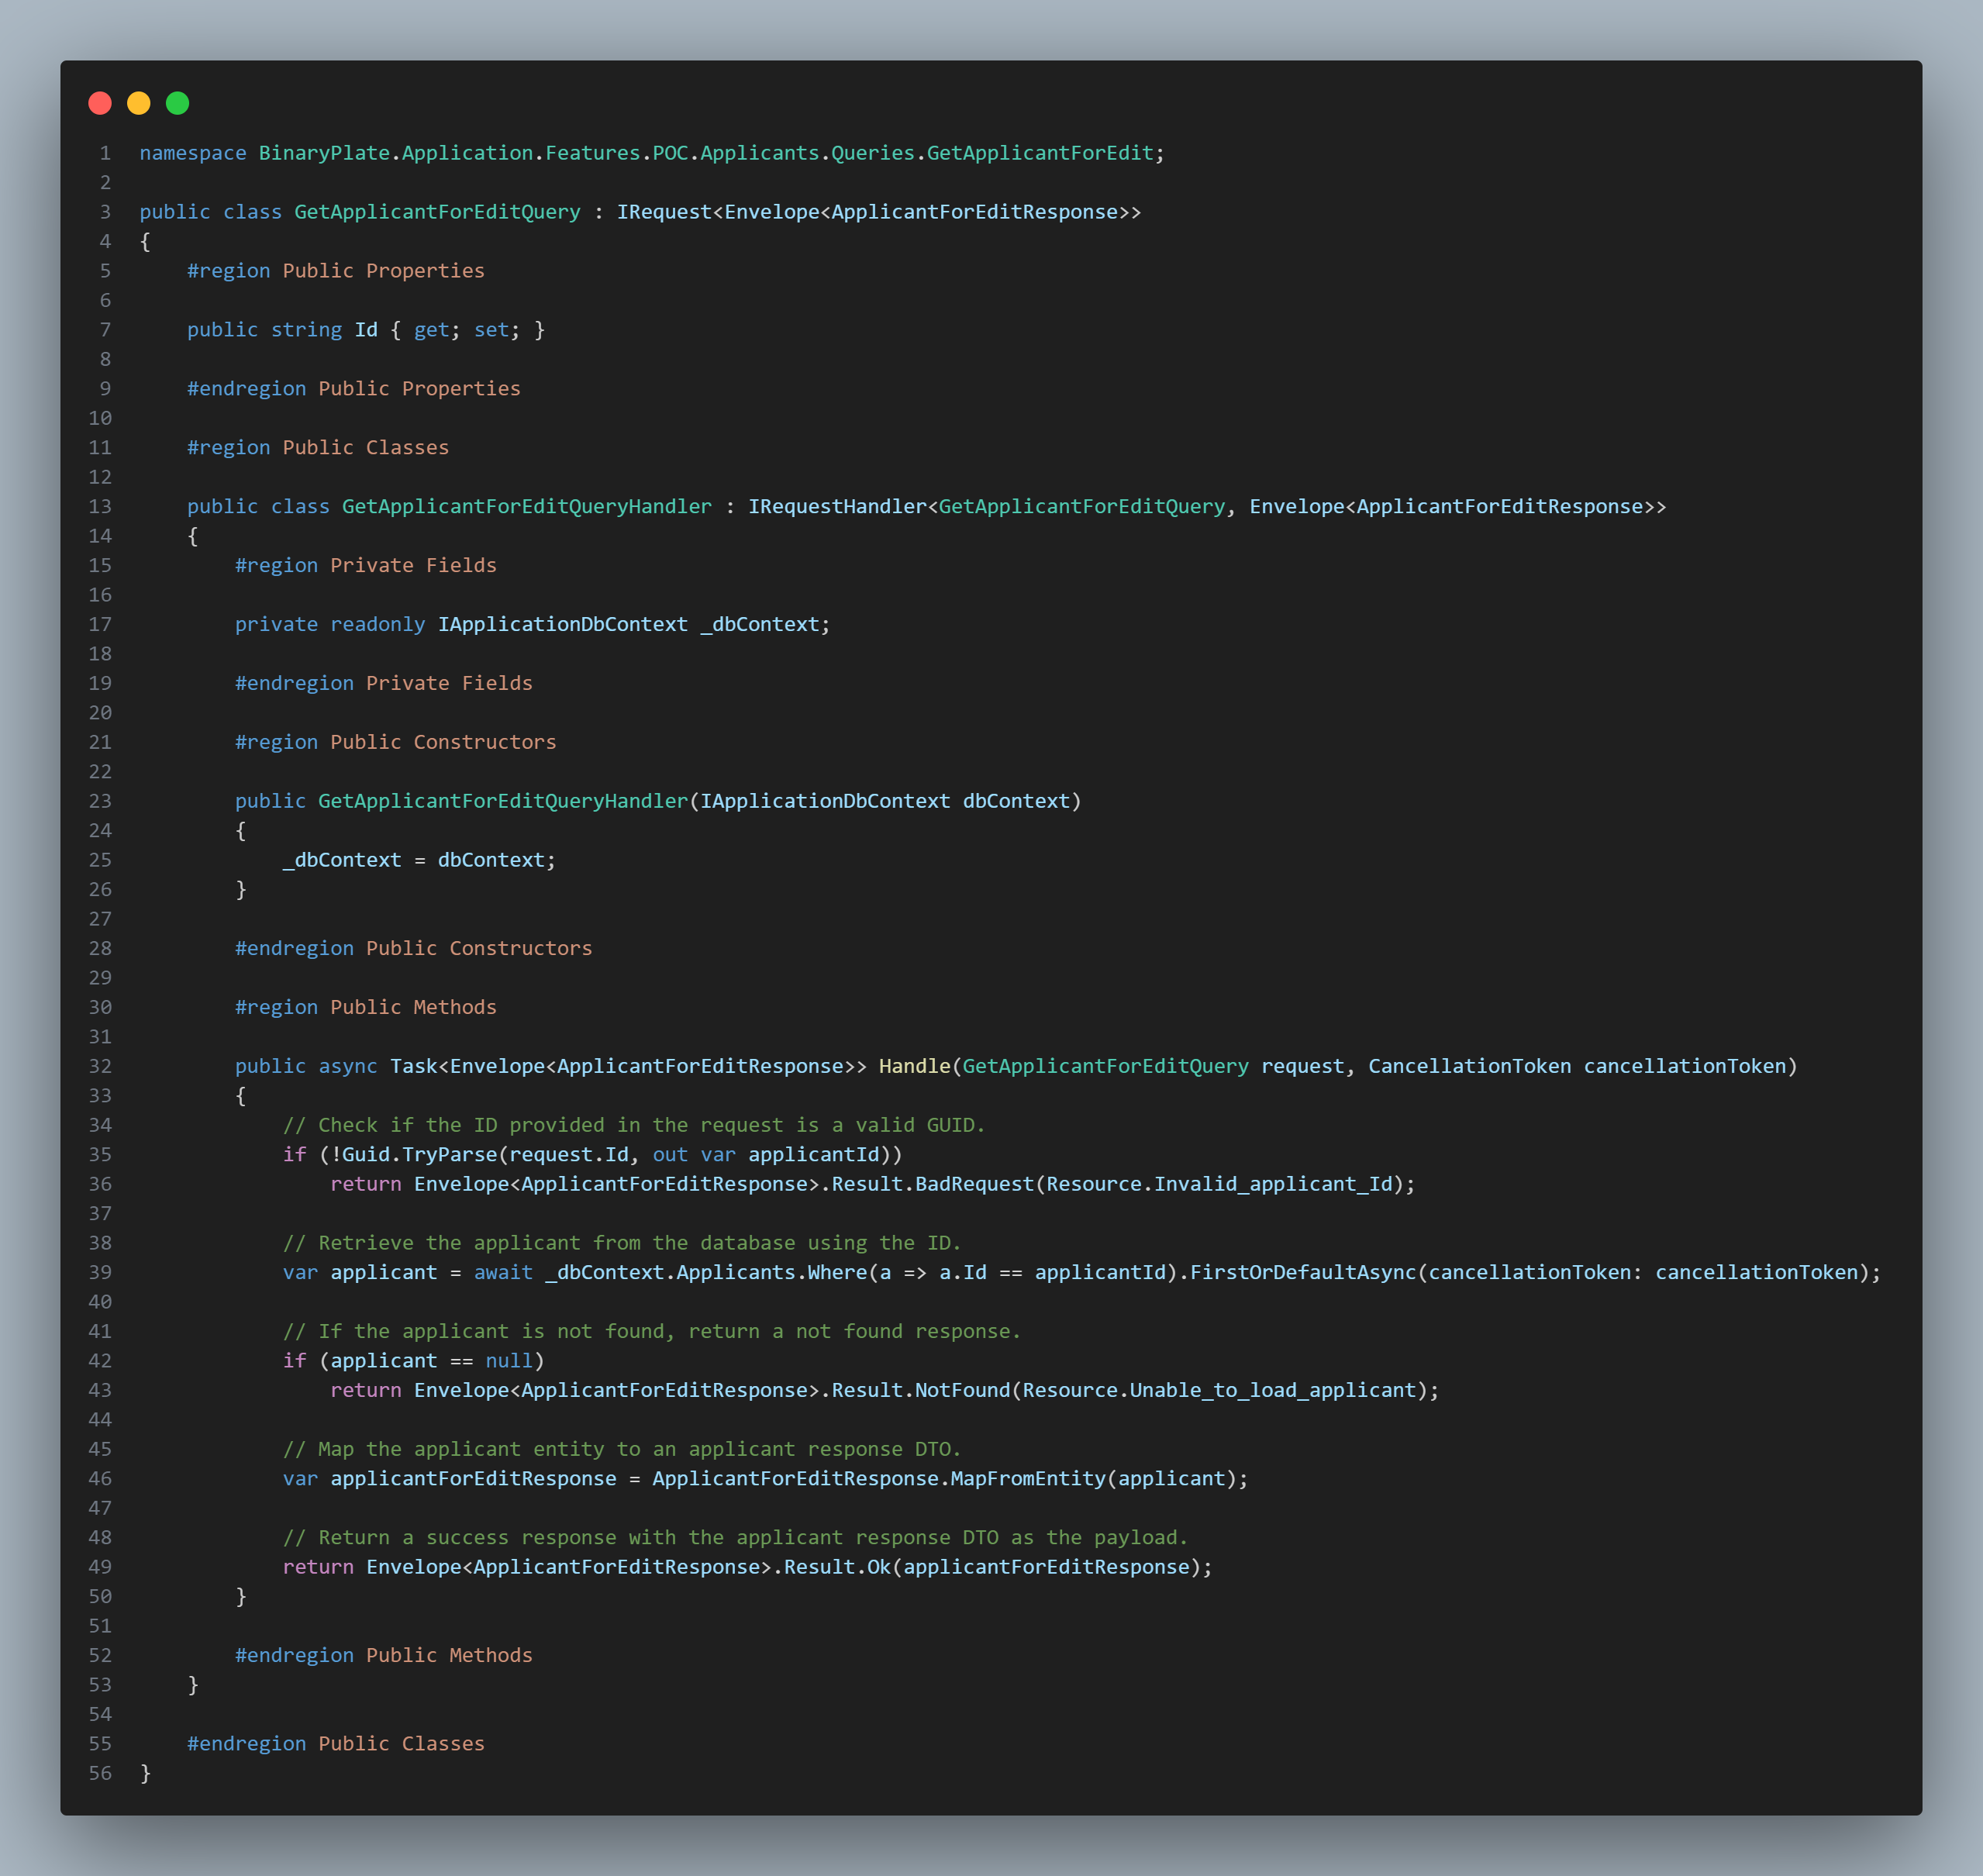 1 namespace BinaryPlate.Application.Features.POC.Applicants.Queries.GetApplicantForEdit;
2
3 public class GetApplicantForEditQuery : IRequest<Envelope<ApplicantForEditResponse>>
4 {
5     #region Public Properties
6
7     public string Id { get; set; }
8
9     #endregion Public Properties
10
11     #region Public Classes
12
13     public class GetApplicantForEditQueryHandler : IRequestHandler<GetApplicantForEditQuery, Envelope<ApplicantForEditResponse>>
14     {
15         #region Private Fields
16
17         private readonly IApplicationDbContext _dbContext;
18
19         #endregion Private Fields
20
21         #region Public Constructors
22
23         public GetApplicantForEditQueryHandler(IApplicationDbContext dbContext)
24         {
25             _dbContext = dbContext;
26         }
27
28         #endregion Public Constructors
29
30         #region Public Methods
31
32         public async Task<Envelope<ApplicantForEditResponse>> Handle(GetApplicantForEditQuery request, CancellationToken cancellationToken)
33         {
34             // Check if the ID provided in the request is a valid GUID.
35             if (!Guid.TryParse(request.Id, out var applicantId))
36                 return Envelope<ApplicantForEditResponse>.Result.BadRequest(Resource.Invalid_applicant_Id);
37
38             // Retrieve the applicant from the database using the ID.
39             var applicant = await _dbContext.Applicants.Where(a => a.Id == applicantId).FirstOrDefaultAsync(cancellationToken: cancellationToken);
40
41             // If the applicant is not found, return a not found response.
42             if (applicant == null)
43                 return Envelope<ApplicantForEditResponse>.Result.NotFound(Resource.Unable_to_load_applicant);
44
45             // Map the applicant entity to an applicant response DTO.
46             var applicantForEditResponse = ApplicantForEditResponse.MapFromEntity(applicant);
47
48             // Return a success response with the applicant response DTO as the payload.
49             return Envelope<ApplicantForEditResponse>.Result.Ok(applicantForEditResponse);
50         }
51
52         #endregion Public Methods
53     }
54
55     #endregion Public Classes
56 }